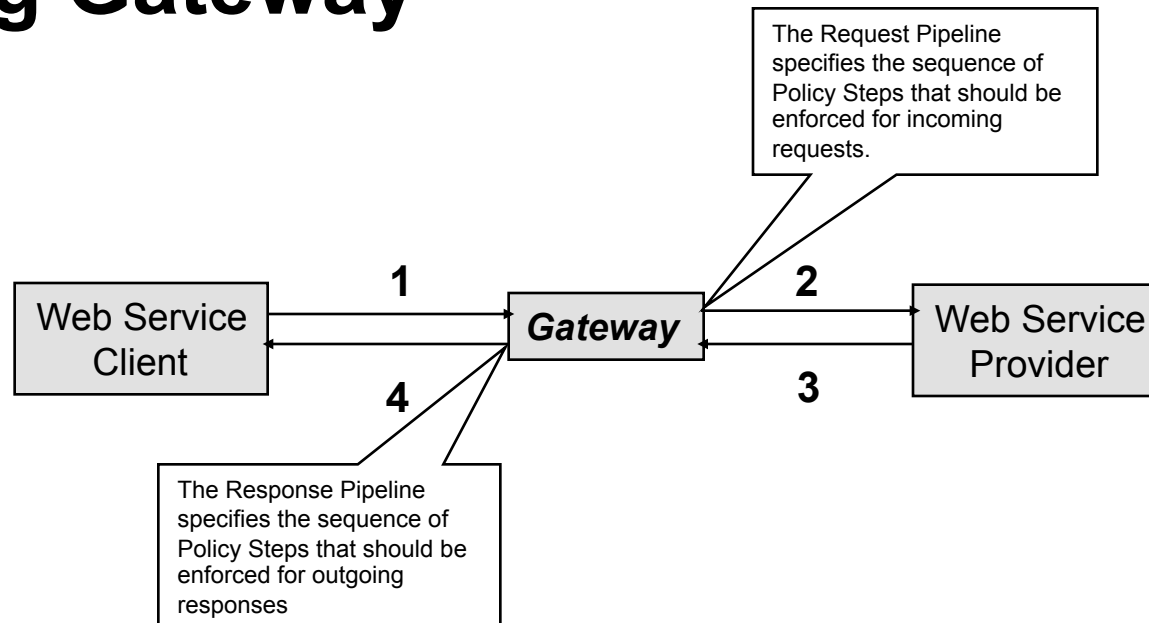 g Gateway
The Request Pipeline
specifies the sequence of
Policy Steps that should be
enforced for incoming
requests.
1
2
Web Service
Client
Gateway
Web Service
Provider
4
3
The Response Pipeline
specifies the sequence of
Policy Steps that should be
enforced for outgoing
responses